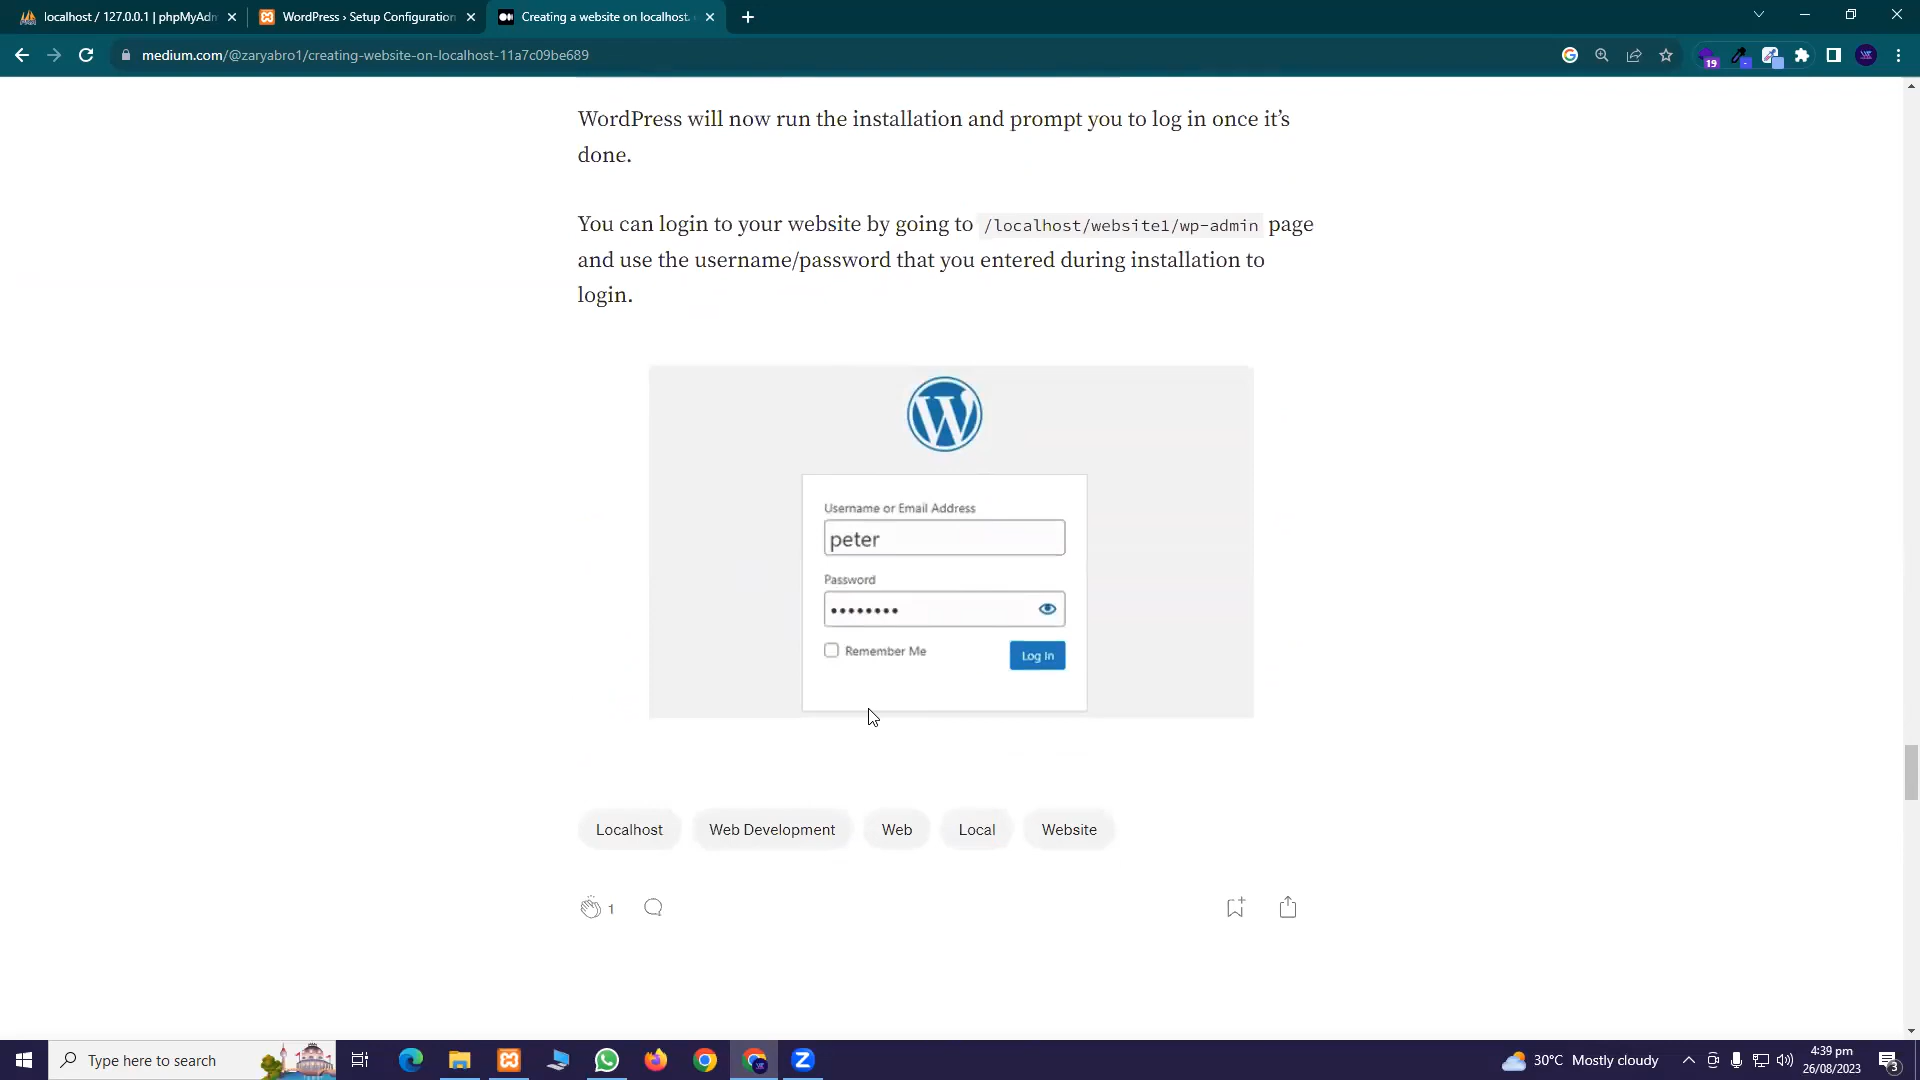 localhost / 127.0.0.1 | phpMyAdm
WordPress › Setup Configuration
Creating a website on localhost.
medium.com/@zaryabro1/creating-website-on-localhost-11a7c09be689
19
WordPress will now run the installation and prompt you to log in once it’s
done.
You can login to your website by going to /localhost/website1/wp-admin page
and use the username/password that you entered during installation to
login.
Username or Email Address
peter
Password
Remember Me
Log In
Localhost
Web Development
Web
Local
Website
1
Type here to search
30°C Mostly cloudy
4:39 pm
26/08/2023
3